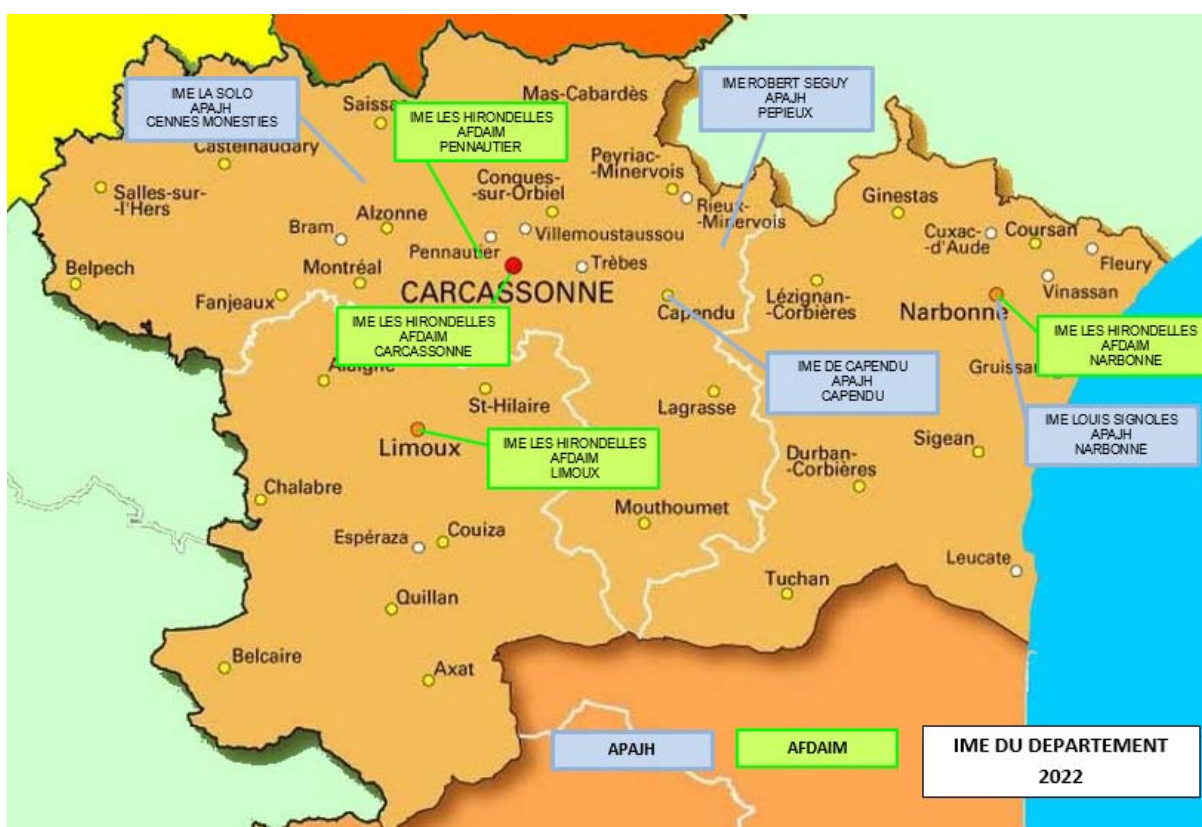 IME LA SOLO
APAJH
CENNES MONESTIES
IME ROBERT SEGUY
APAJH
PEPIEUX
Mas-Cabardès
Saissac
IME LES HIRONDELLES
AFDAIM
PENNAUTIER
Castelnaudary
Peyriac-
-Minervois
Salles-sur-
-l'Hers
Conques-
-sur-Orbiel
Rieux-
-Minervois
Ginestas
Alzonne
Bram
Pennautier
Villemoustaussou
Cuxac-
-d'Aude
Coursan
Fleury
Belpech
Montréal
Trèbes
Vinassan
Fanjeaux
CARCASSONNE
Capendu
Lézignan-
-Corbières
Narbonne
IME LES HIRONDELLES
AFDAIM
CARCASSONNE
IME LES HIRONDELLES
AFDAIM
NARBONNE
Alaigne
IME DE CAPENDU
APAJH
CAPENDU
Gruissan
St-Hilaire
Lagrasse
IME LOUIS SIGNOLES
APAJH
NARBONNE
Limoux
IME LES HIRONDELLES
AFDAIM
LIMOUX
Sigean
Durban-
-Corbières
Chalabre
Mouthoumet
Espéraza
Couiza
Leucate
Tuchan
Quillan
Belcaire
Axat
APAJH
AFDAIM
IME DU DEPARTEMENT
2022